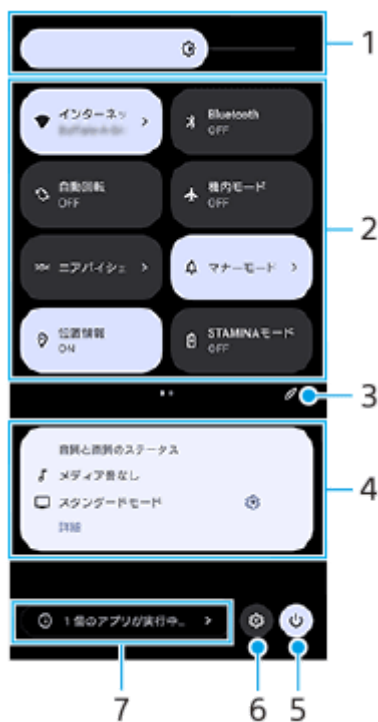 1
インターネッ
Bluetooth
OFF
自動回転
OFF
機内モード
OFF
2
ニアバイシェ
マナーモード
位置情報
ON
STAMINAモード
OFF
3
音質と画質のステータス
メディア音なし
スタンダードモード
詳細
4
1 個のアプリが実行中...
7
6
5